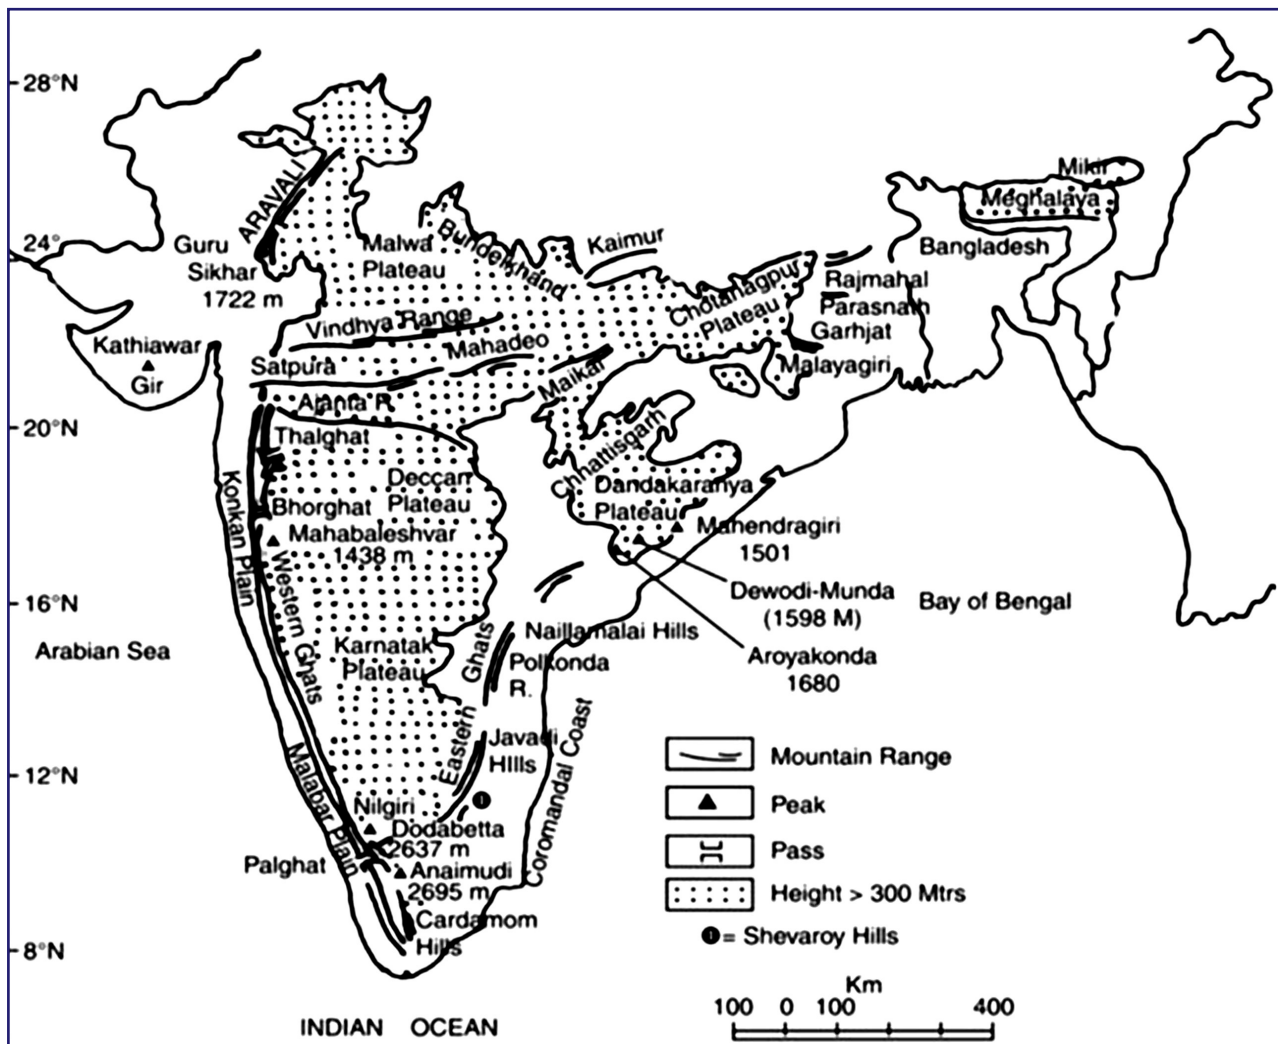 28°N
Mikir
Meghalaya
ARAVALI
24°
Guru
Sikhar
1722 m
Malwa
Plateau
Bundelkhand
Kaimur
Bangladesh
Chotanagpur
Plateau
Rajmahal
Parasnath
Garhjat
Malayagiri
Vindhya Range
Mahadeo
Kathiawar
Gir
Satpura
Maikal
Ajanta R.
20°N
Thalghat
Chhattisgarh
Deccan
Plateau
Dandakaranya
Plateau
Konkan Plain
Bhorghat
Mahabaleshvar
1438 m
Mahendragiri
1501
Western Ghats
Dewodi-Munda
(1598 M)
16°N
Bay of Bengal
Arabian Sea
Naillamalai Hills
Karnatak
Plateau
Eastern Ghats
Polkonda
R.
Aroyakonda
1680
Javadi
HIlls
Coromandal Coast
Mountain Range
12°N
Malabar Plain
Nilgiri
Peak
Dodabetta
2637 m
Pass
Palghat
Anaimudi
2695 m
Height > 300 Mtrs
Cardamom
Hills
= Shevaroy Hills
8°N
Km
100 0 100 400
INDIAN OCEAN